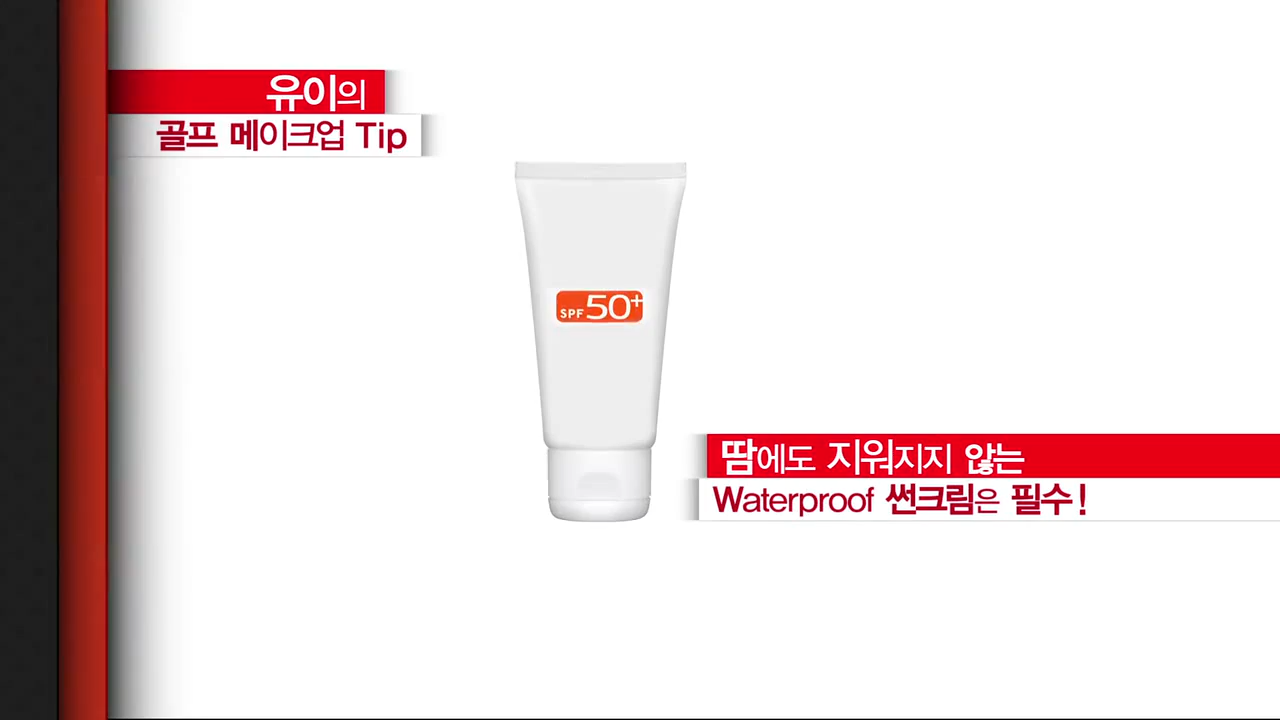 유이의
골프 메이크업 Tip
SPF 50+
땀에도 지워지지 않는
Waterproof 썬크림은 필수!